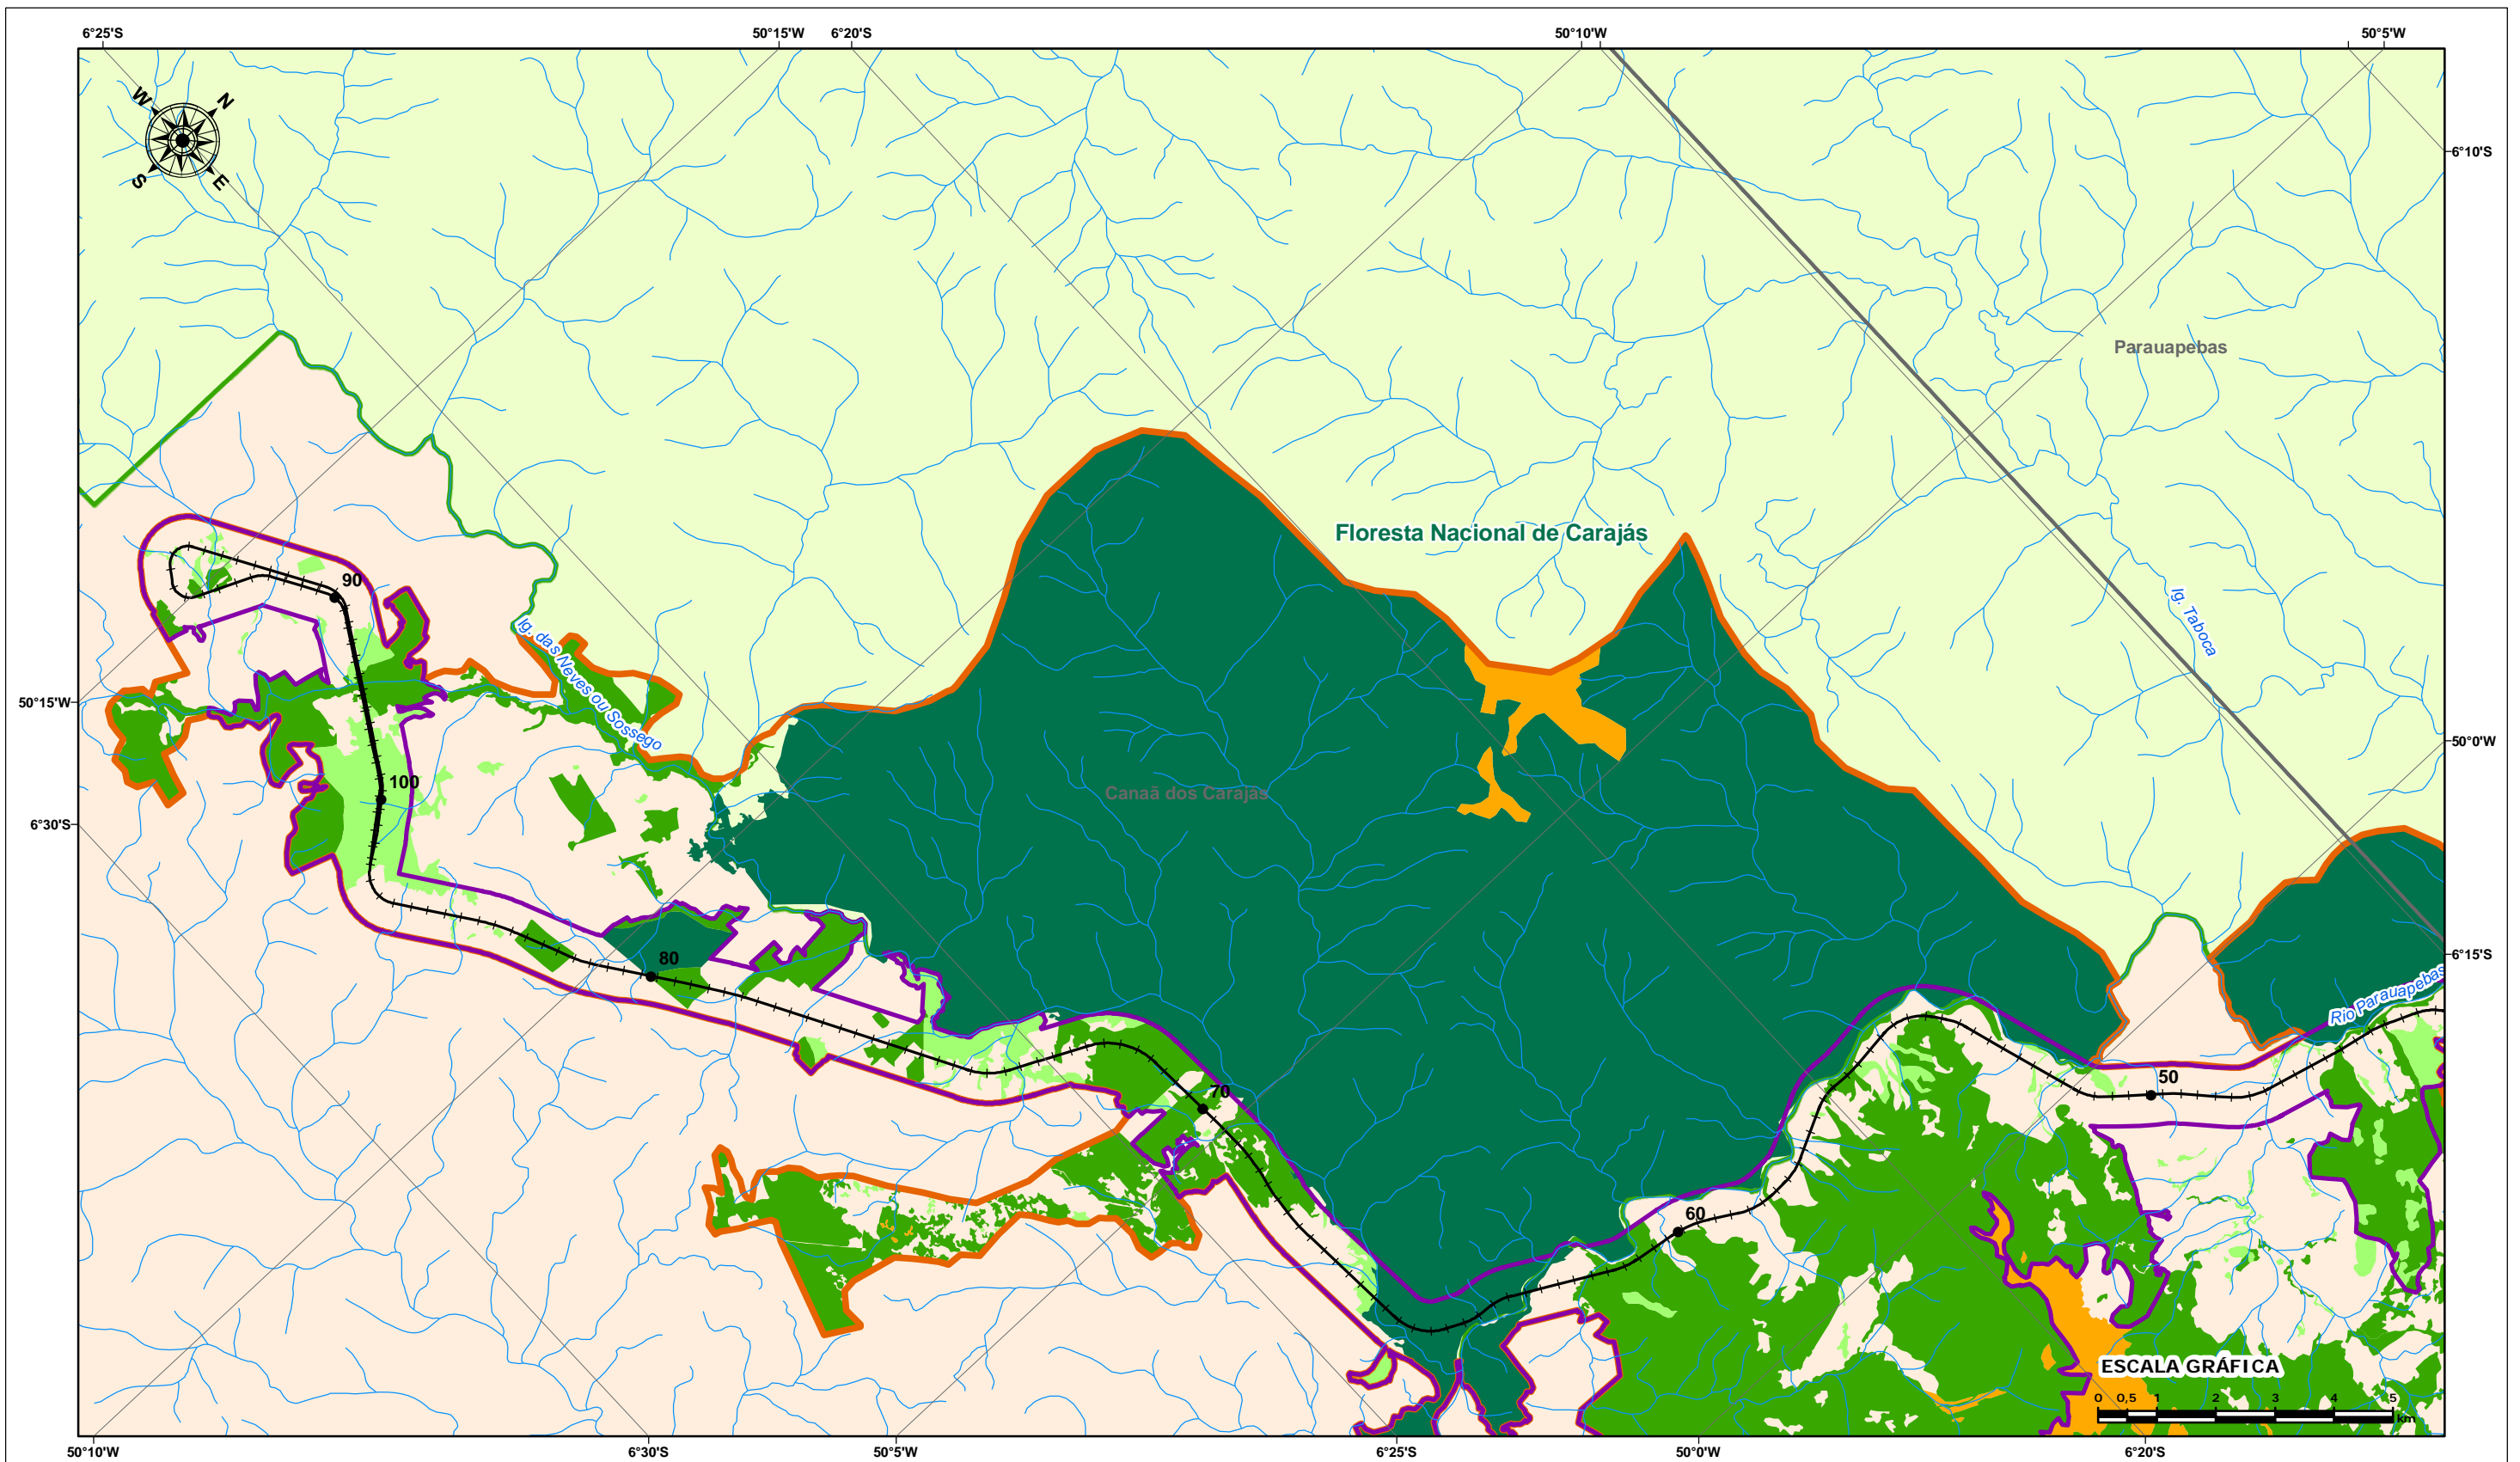 6°25'S
50°15'W
6°20'S
50°10'W
50°5'W
W
N
S
E
6°10'S
Parauapebas
Floresta Nacional de Carajás
90
Ig. Taboca
Ig. das Neves ou Sossego
50°15'W
50°0'W
100
Canaã dos Carajás
6°30'S
80
6°15'S
Rio Parauapebas
50
70
60
ESCALA GRÁFICA
0 0,5 1 2 3 4 5
km
50°10'W
6°30'S
50°5'W
6°25'S
50°0'W
6°20'S